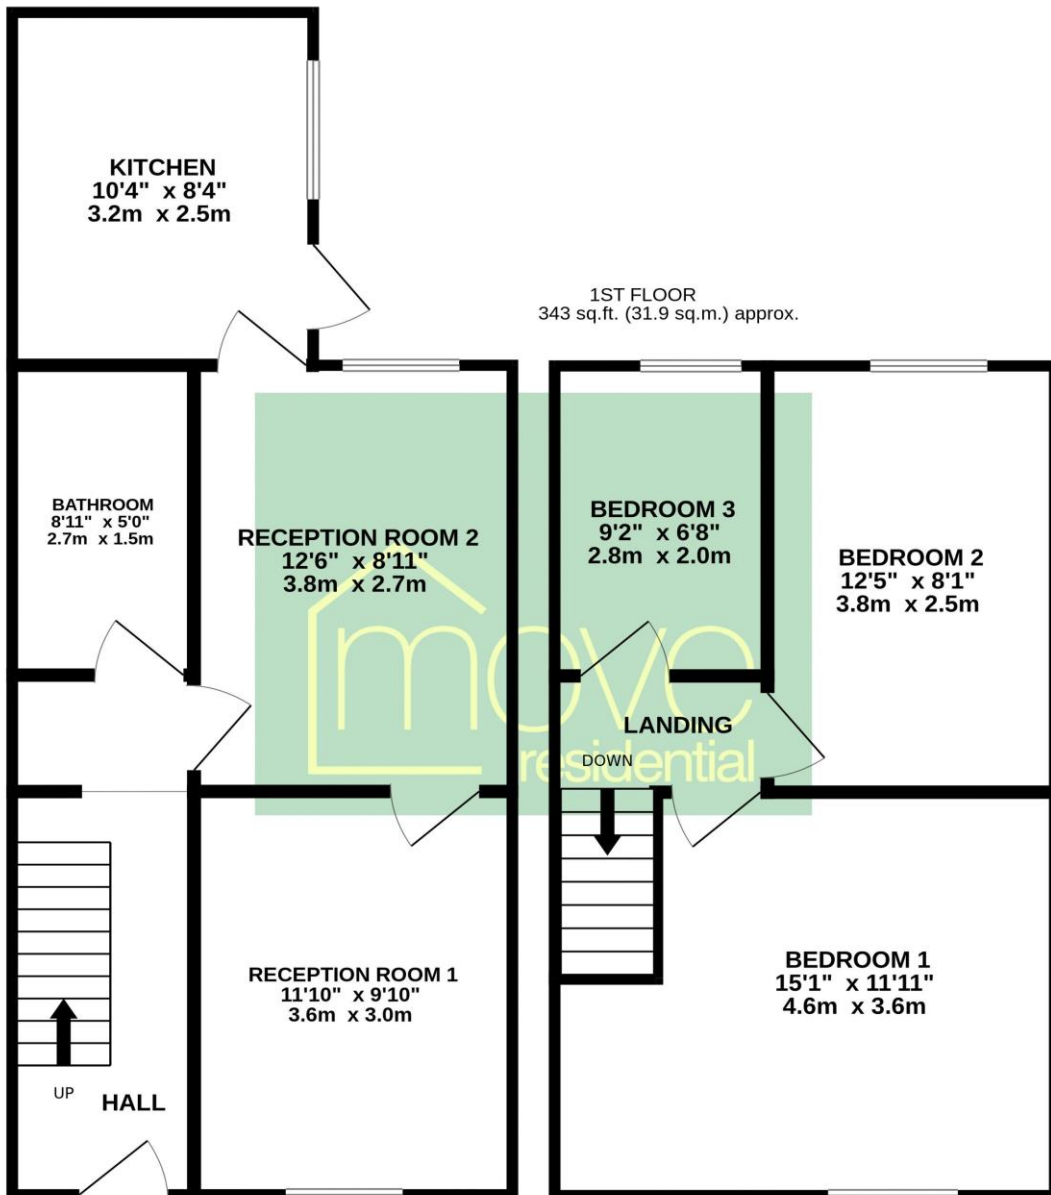 KITCHEN
10'4" x 8'4"
3.2m x 2.5m
1ST FLOOR
343 sq.ft. (31.9 sq.m.) approx.
BATHROOM
8'11" x 5'0"
2.7m x 1.5m
RECEPTION ROOM 2
12'6" x 8'11"
3.8m x 2.7m
BEDROOM 3
9'2" x 6'8"
2.8m x 2.0m
BEDROOM 2
12'5" x 8'1"
3.8m x 2.5m
move
residential
LANDING
DOWN
RECEPTION ROOM 1
11'10" x 9'10"
3.6m x 3.0m
BEDROOM 1
15'1" x 11'11"
4.6m x 3.6m
UP
HALL